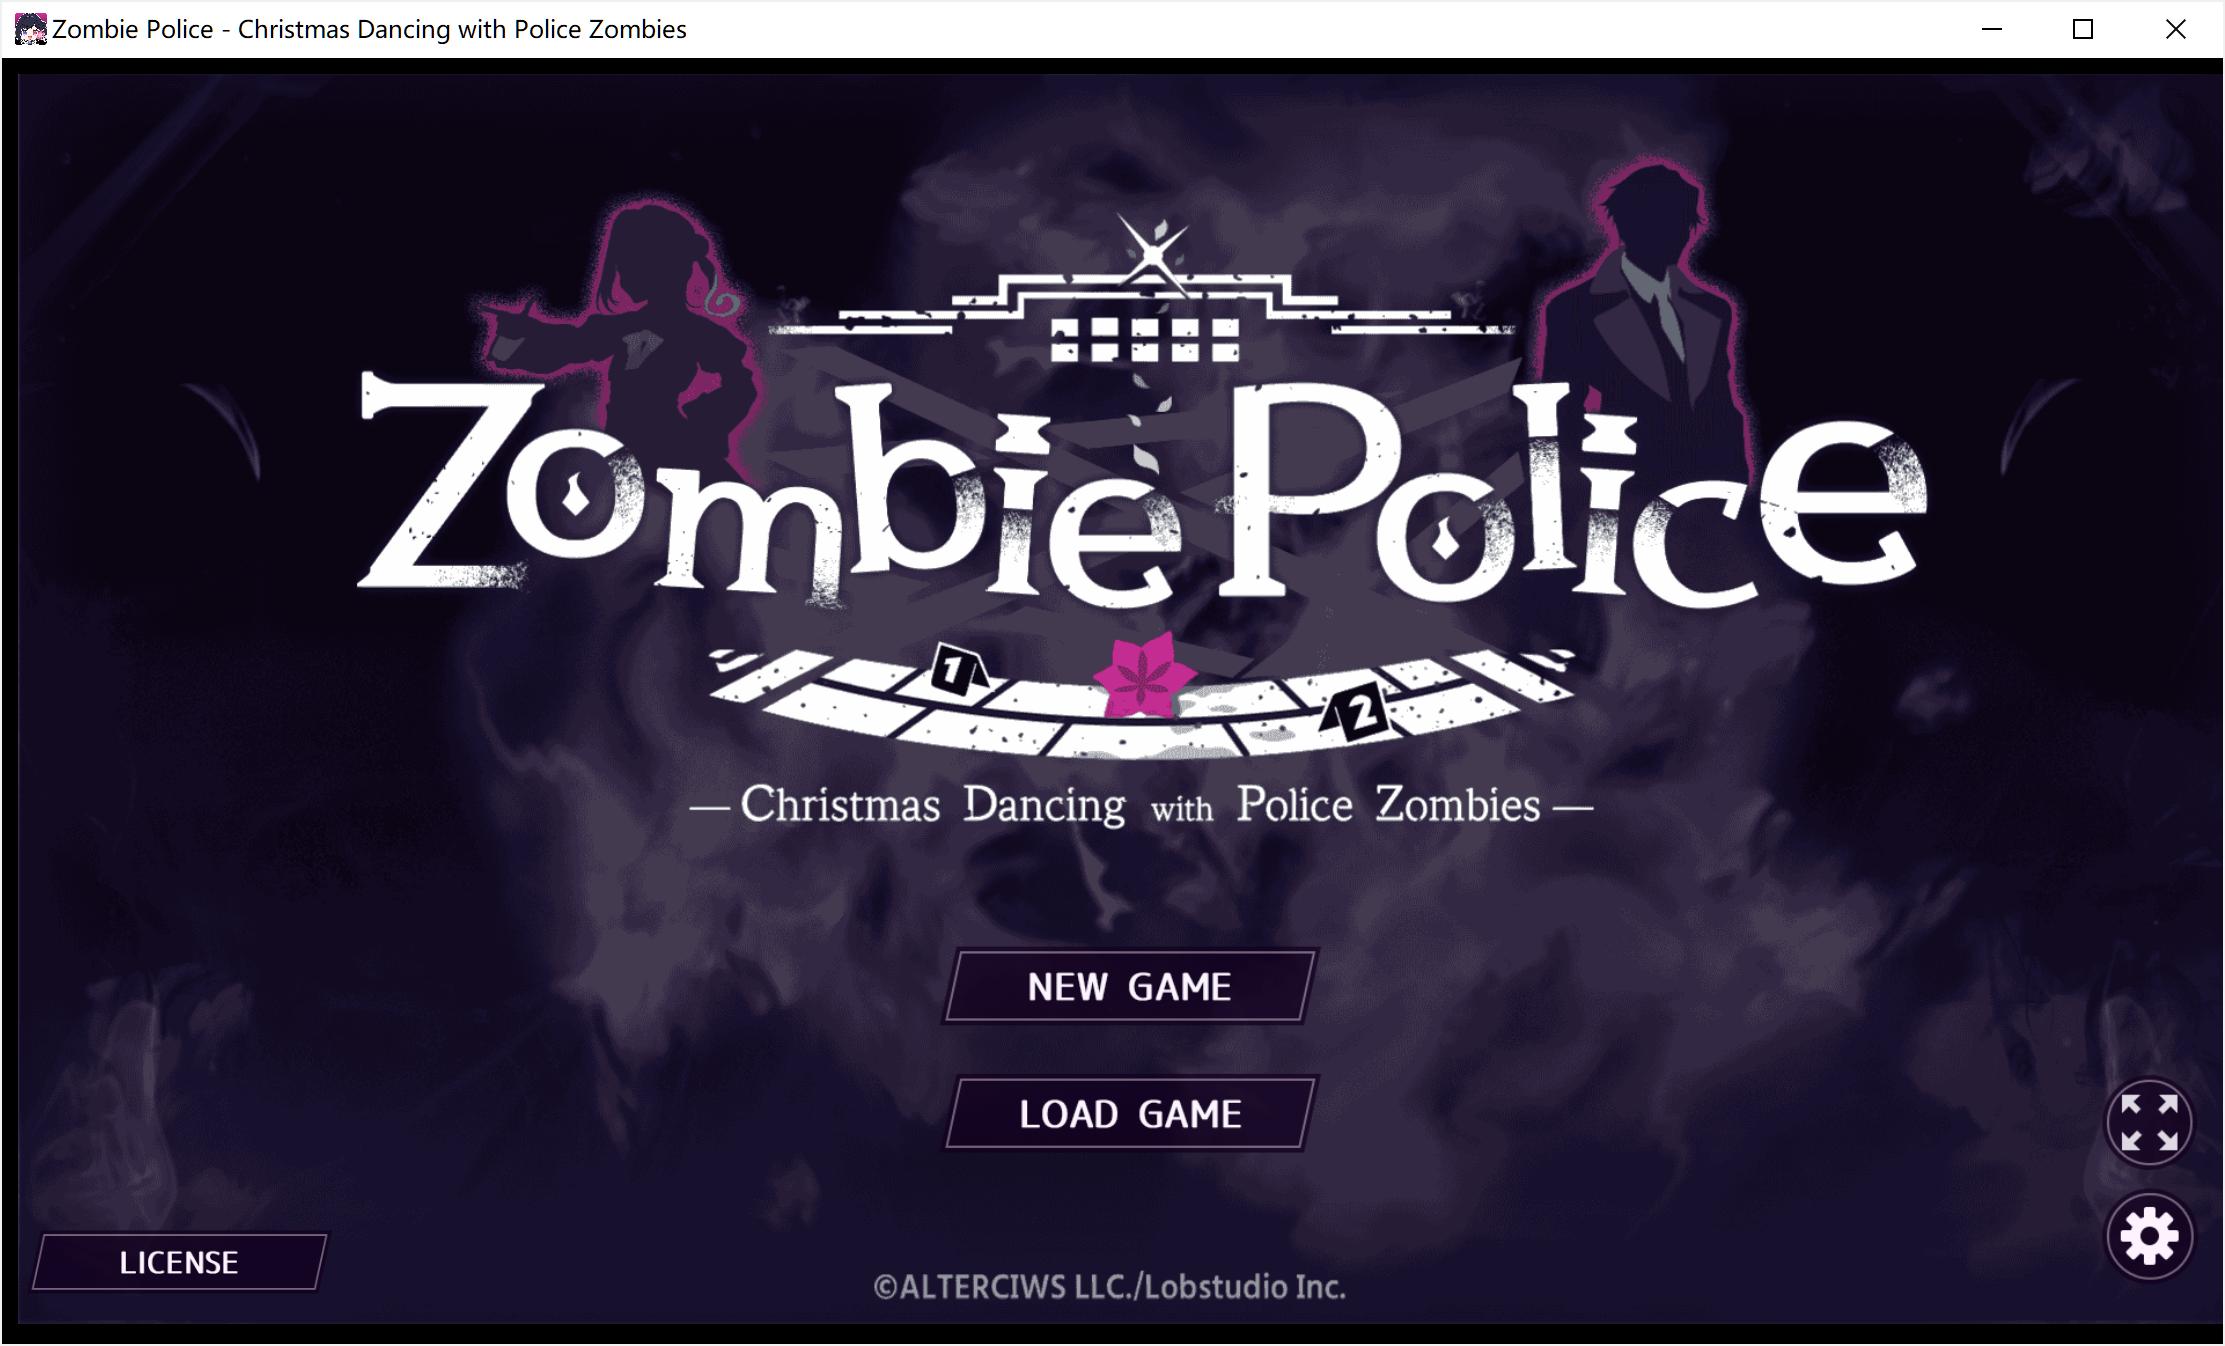 Zombie Police - Christmas Dancing with Police Zombies
Zombie Police
1
2
— Christmas Dancing with Police Zombies —
NEW GAME
LOAD GAME
LICENSE
©ALTERCIWS LLC./Lobstudio Inc.